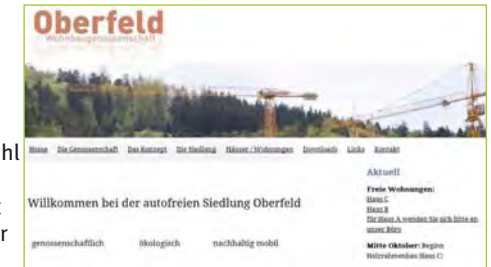 Oberfeld
Wohnbaugenossenschaft
Home Die Genossenschaft Das Konzept Die Siedlung Häuser / Wohnungen Downloads Links Kontakt
hl
Aktuell
Freie Wohnungen:
Haus C
Haus B
für Haus A wenden Sie sich bitte an
unser Büro
Willkommen bei der autofreien Siedlung Oberfeld
r
genossenschaftlich ökologisch nachhaltig mobil
Mitte Oktober: Beginn
Holzrahmenbau Haus C)